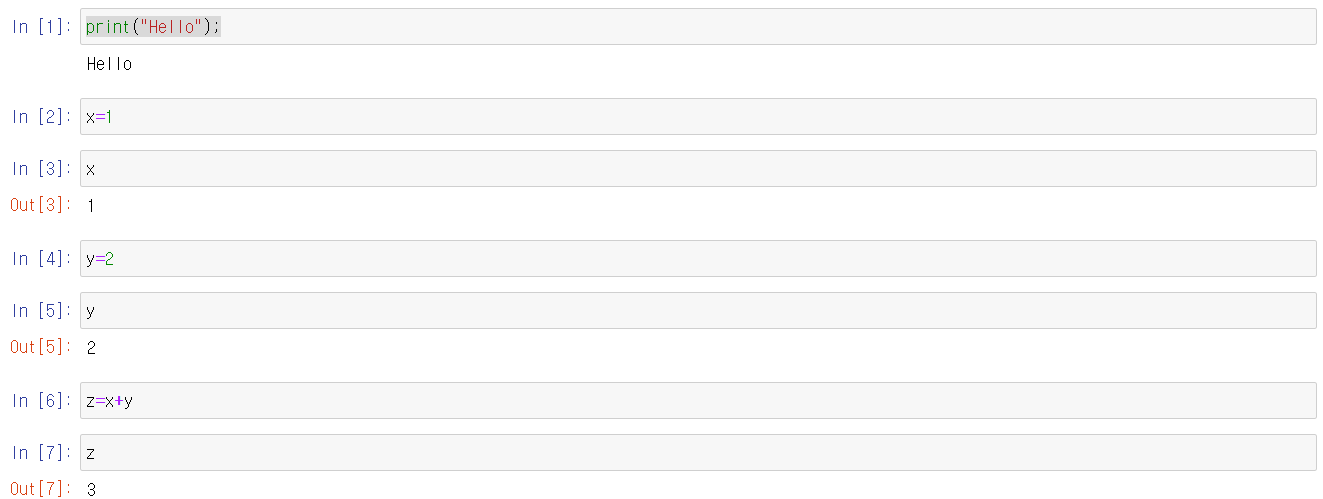 In [1]: print("Hello");
Hello
In [2]: x=1
In [3]: x
Out[3]: 1
In [4]: y=2
In [5]: y
Out[5]: 2
In [6]: z=x+y
In [7]: z
Out[7]: 3